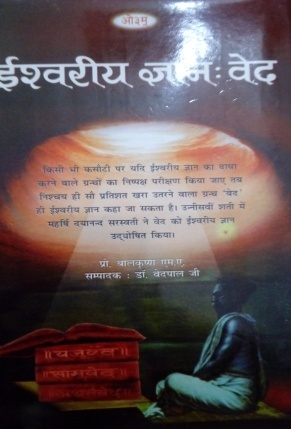 ओ३म्
ईश्वरीय ज्ञान : वेद
किसी भी कसौटी पर यदि ईश्वरीय ज्ञान का दावा
करने वाले ग्रन्थों का निष्पक्ष परीक्षण किया जाए तब
निश्चय ही सौ प्रतिशत खरा उतरने वाला ग्रन्थ 'वेद'
ही ईश्वरीय ज्ञान कहा जा सकता है। उन्नीसवीं शती में
महर्षि दयानन्द सरस्वती ने वेद को ईश्वरीय ज्ञान
उद्घोषित किया।
प्रो. बालकृष्ण एम.ए.
सम्पादक : डॉ. वेदपाल जी
॥यजुर्वेद॥
॥सामवेद॥